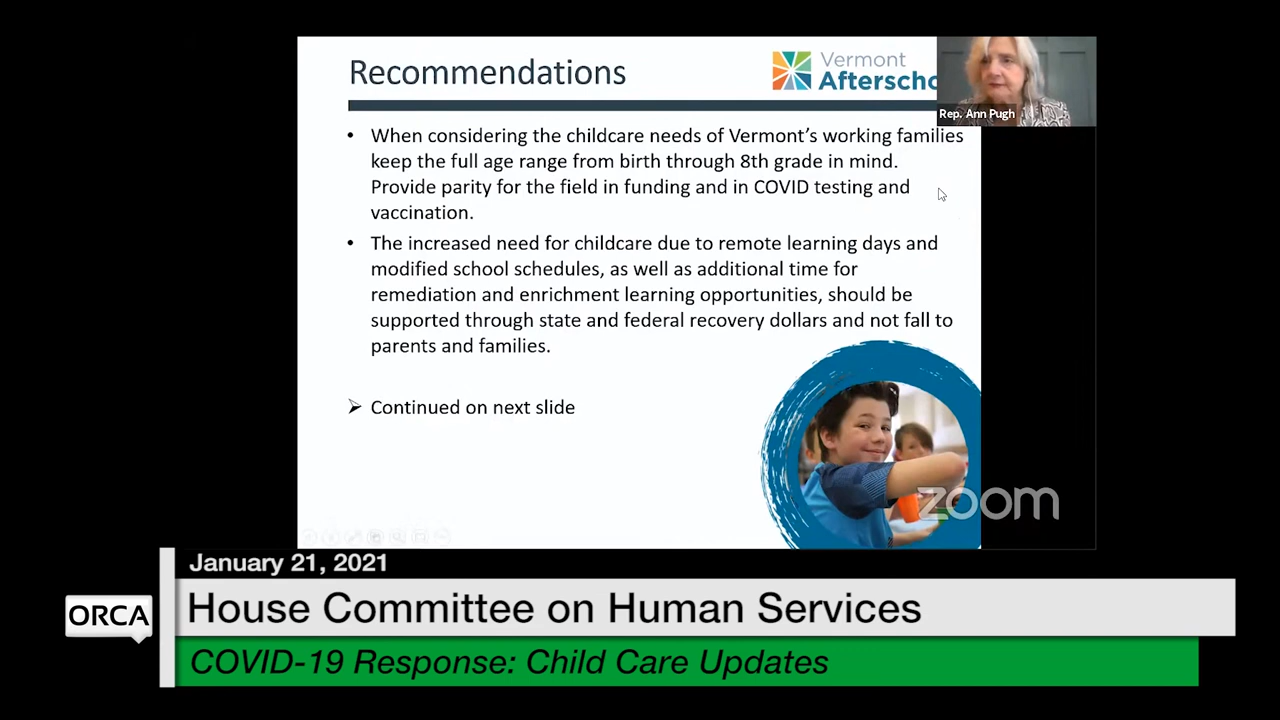 Recommendations
Vermont
Afterscho
Rep. Ann Pugh
• When considering the childcare needs of Vermont's working families
keep the full age range from birth through 8th grade in mind.
Provide parity for the field in funding and in COVID testing and
vaccination.
• The increased need for childcare due to remote learning days and
modified school schedules, as well as additional time for
remediation and enrichment learning opportunities, should be
supported through state and federal recovery dollars and not fall to
parents and families.
➢ Continued on next slide
zoom
January 21, 2021
ORCA
House Committee on Human Services
COVID-19 Response: Child Care Updates